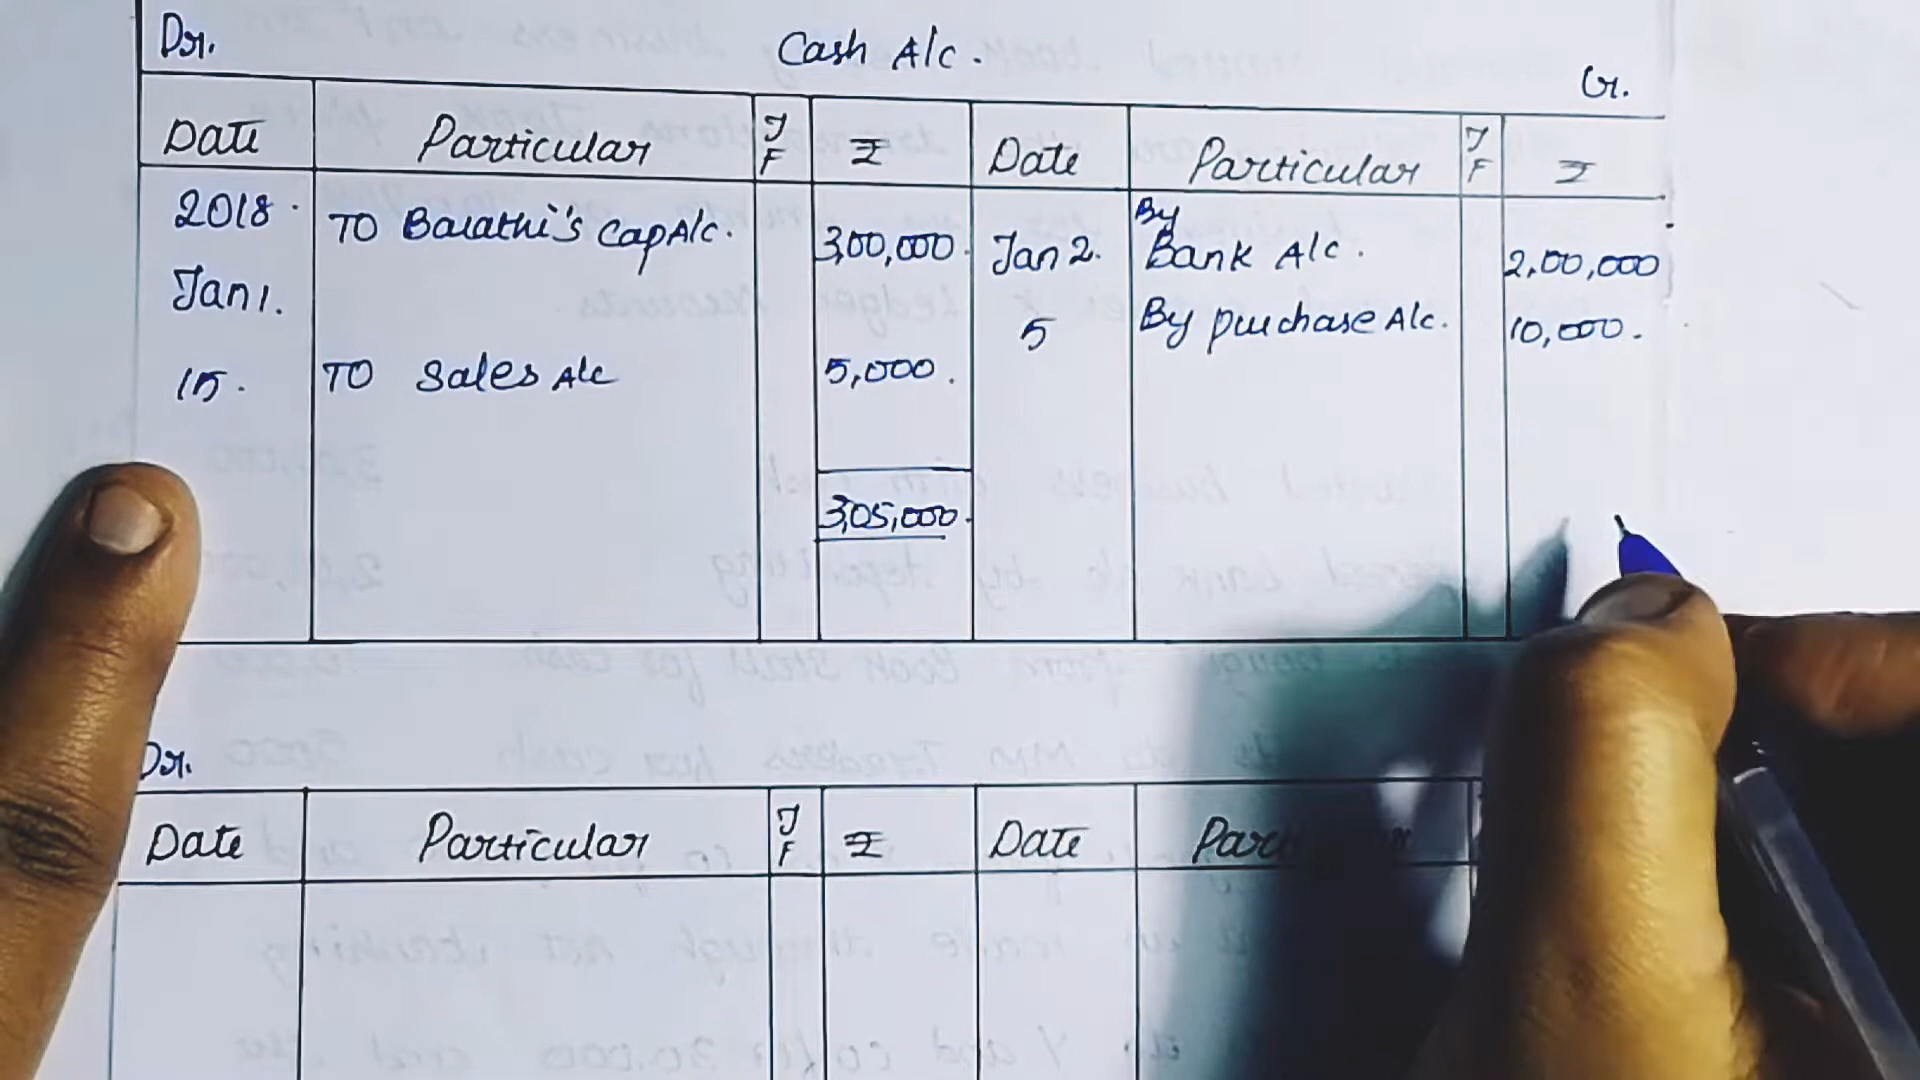 Dr.
Cash A/c.
Cr.
Date Particular J F ₹ Date Particular J F ₹
2018 TO Barathi's Cap A/c. 3,00,000. Jan 2. By Bank A/c. 2,00,000
Jan 1.
5 By purchase A/c. 10,000.
15. TO Sales A/c 5,000.
3,05,000.
Dr.
Date Particular J F ₹ Date